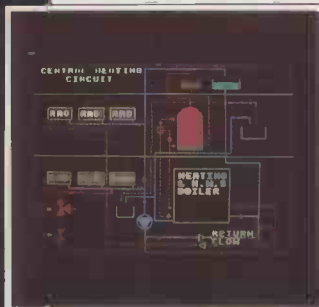 CENTRAL HEATING
CIRCUIT
RAD RAD RAD
HEATING
& H.W.S
BOILER
RETURN
FLOW